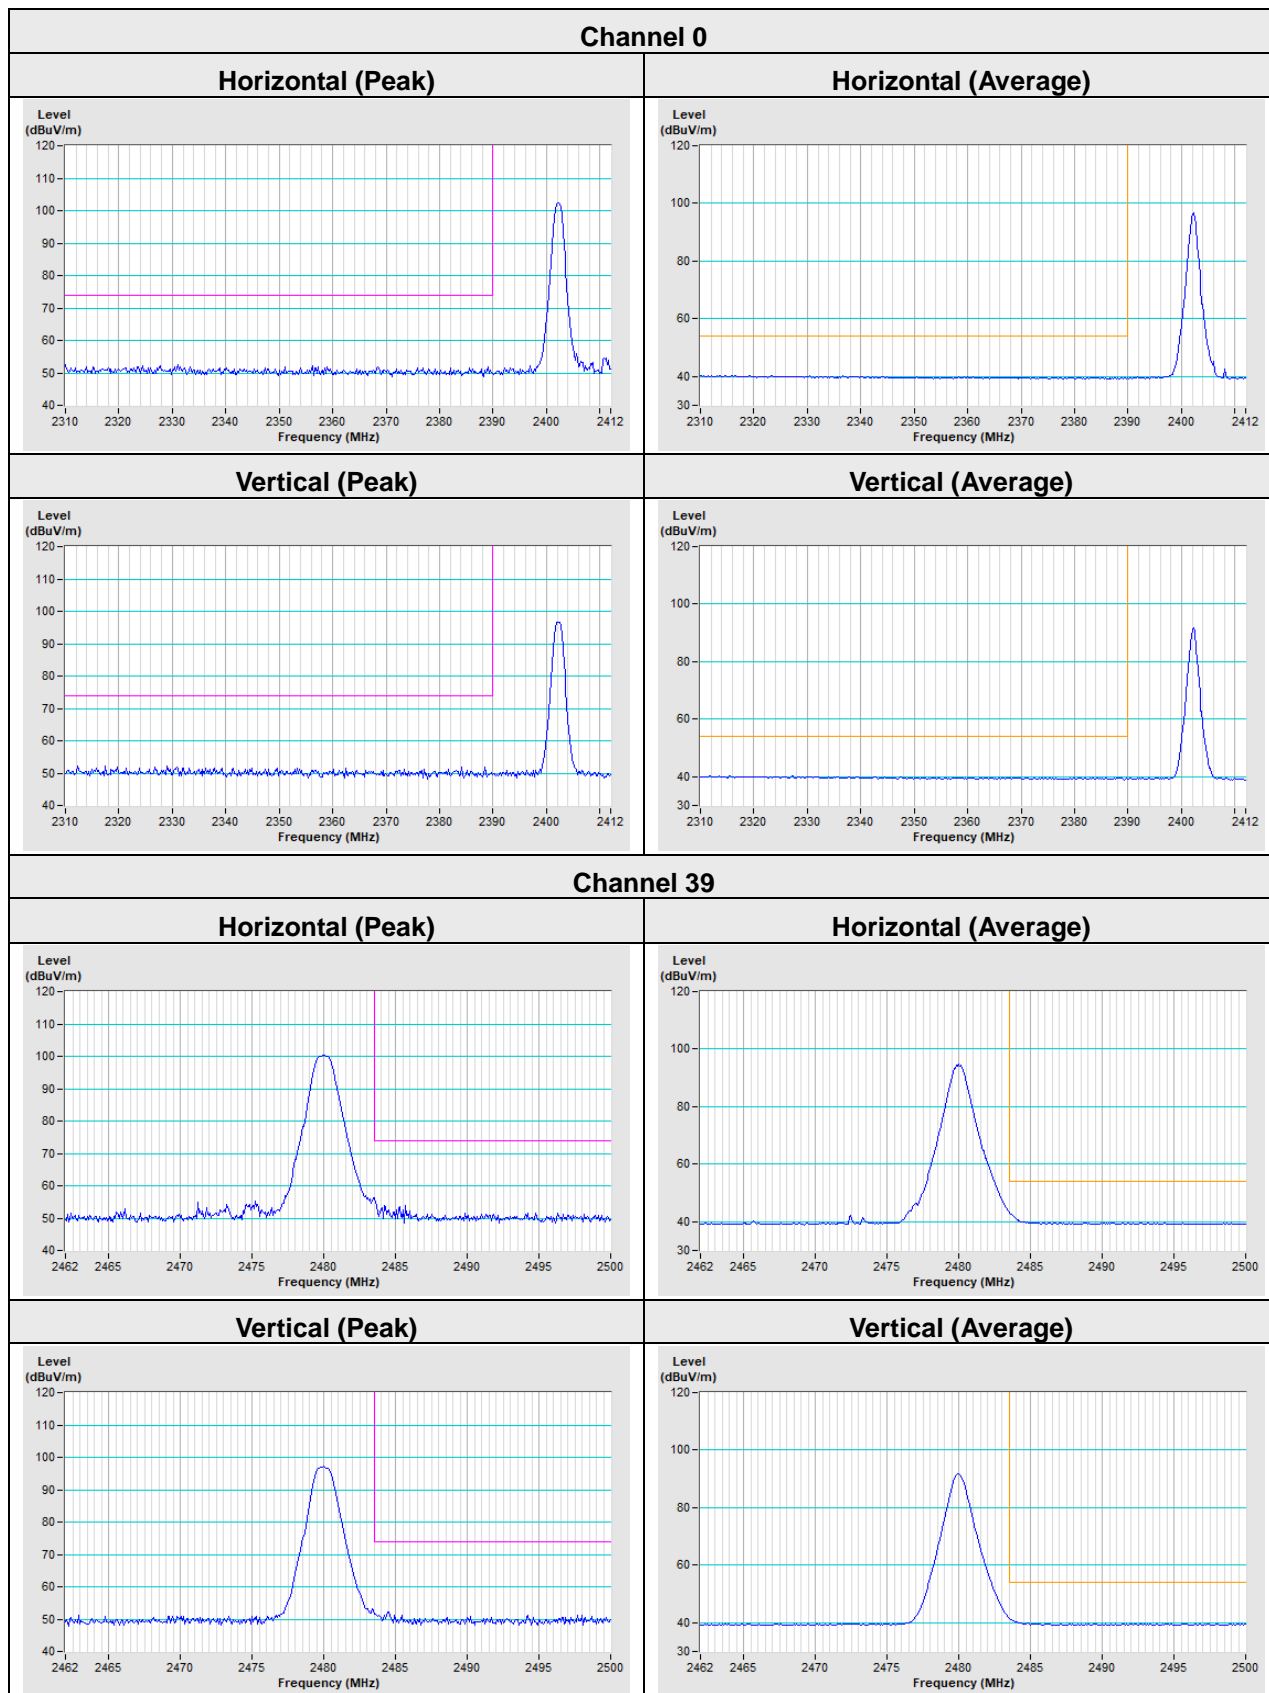 Channel 0
Horizontal (Peak)
Horizontal (Average)
Level
(dBuV/m)
120
110
100
90
80
70
60
50
40
2310 2320 2330 2340 2350 2360 2370 2380 2390 2400 2412
Frequency (MHz)
Level
(dBuV/m)
120
100
80
60
40
30
2310 2320 2330 2340 2350 2360 2370 2380 2390 2400 2412
Frequency (MHz)
Vertical (Peak)
Vertical (Average)
Level
(dBuV/m)
120
110
100
90
80
70
60
50
40
2310 2320 2330 2340 2350 2360 2370 2380 2390 2400 2412
Frequency (MHz)
Level
(dBuV/m)
120
100
80
60
40
30
2310 2320 2330 2340 2350 2360 2370 2380 2390 2400 2412
Frequency (MHz)
Channel 39
Horizontal (Peak)
Horizontal (Average)
Level
(dBuV/m)
120
110
100
90
80
70
60
50
40
2462 2465 2470 2475 2480 2485 2490 2495 2500
Frequency (MHz)
Level
(dBuV/m)
120
100
80
60
40
30
2462 2465 2470 2475 2480 2485 2490 2495 2500
Frequency (MHz)
Vertical (Peak)
Vertical (Average)
Level
(dBuV/m)
120
110
100
90
80
70
60
50
40
2462 2465 2470 2475 2480 2485 2490 2495 2500
Frequency (MHz)
Level
(dBuV/m)
120
100
80
60
40
30
2462 2465 2470 2475 2480 2485 2490 2495 2500
Frequency (MHz)